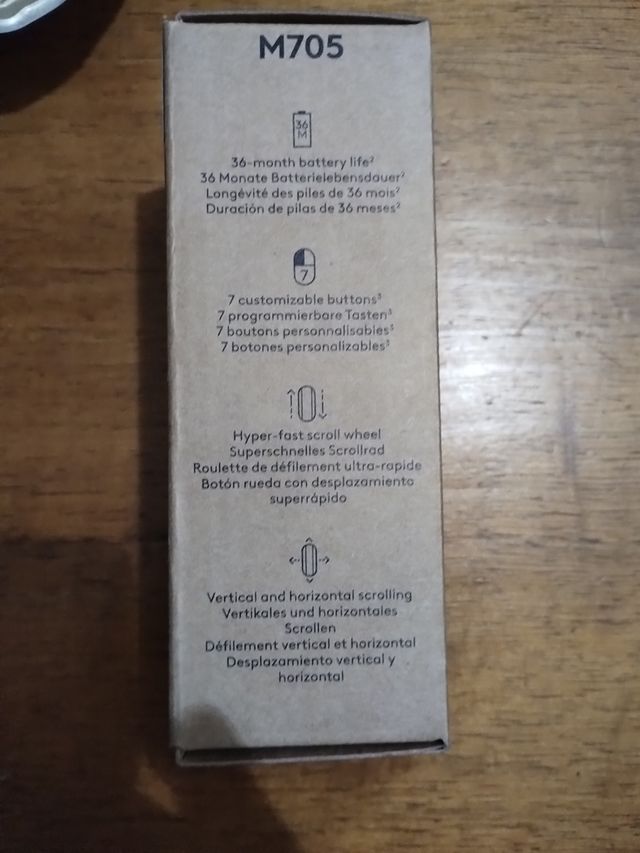 M705
36
M
36-month battery life²
36 Monate Batterielebensdauer²
Longévité des piles de 36 mois²
Duración de pilas de 36 meses²
7
7 customizable buttons³
7 programmierbare Tasten³
7 boutons personnalisables³
7 botones personalizables³
Hyper-fast scroll wheel
Superschnelles Scrollrad
Roulette de défilement ultra-rapide
Botón rueda con desplazamiento
superrápido
Vertical and horizontal scrolling
Vertikales und horizontales
Scrollen
Défilement vertical et horizontal
Desplazamiento vertical y
horizontal